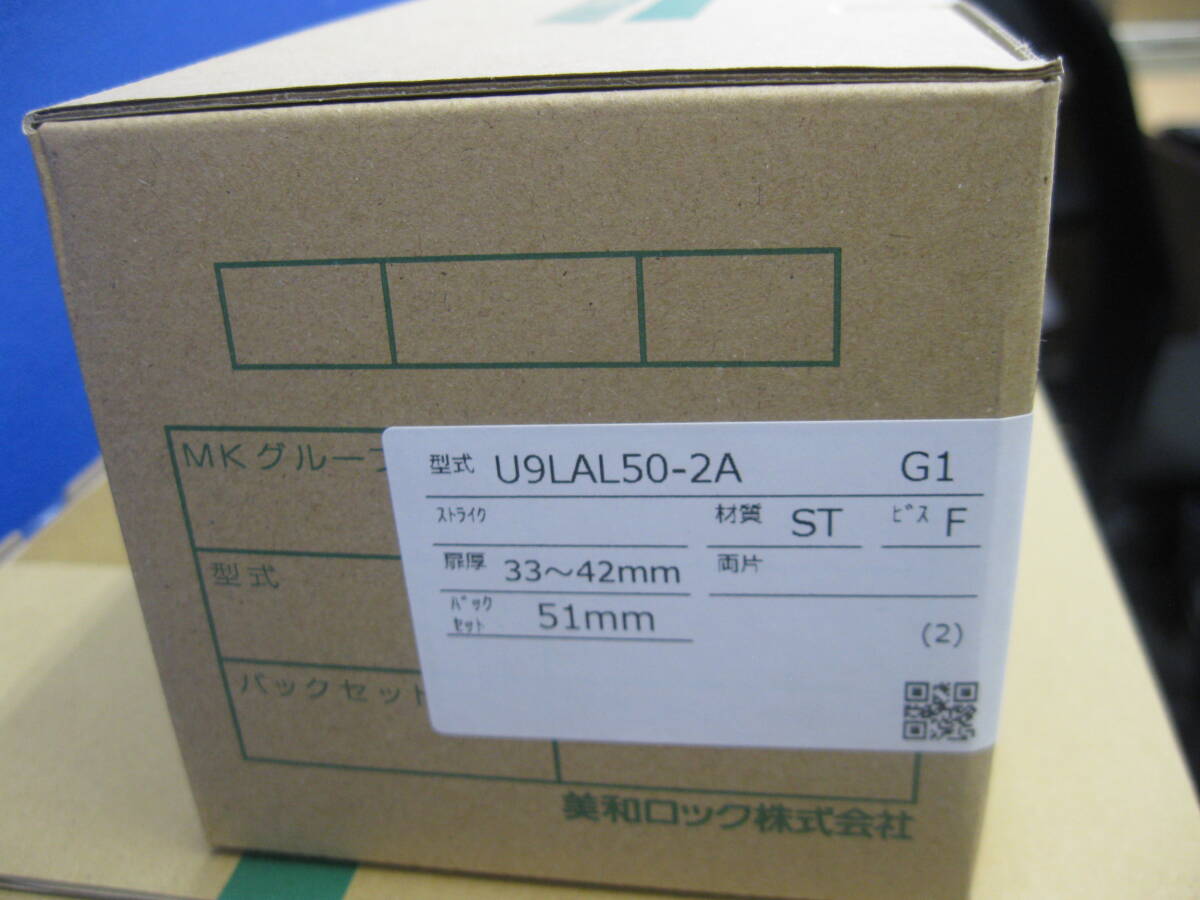 MKグループ
型式 U9LAL50-2A G1
ｽﾄﾗｲｸ 材質 ST ﾋﾞｽ F
扉厚 33～42mm 両片
ﾊﾞｯｸ
ｾｯﾄ 51mm
(2)
型式
バックセット
美和ロック株式会社